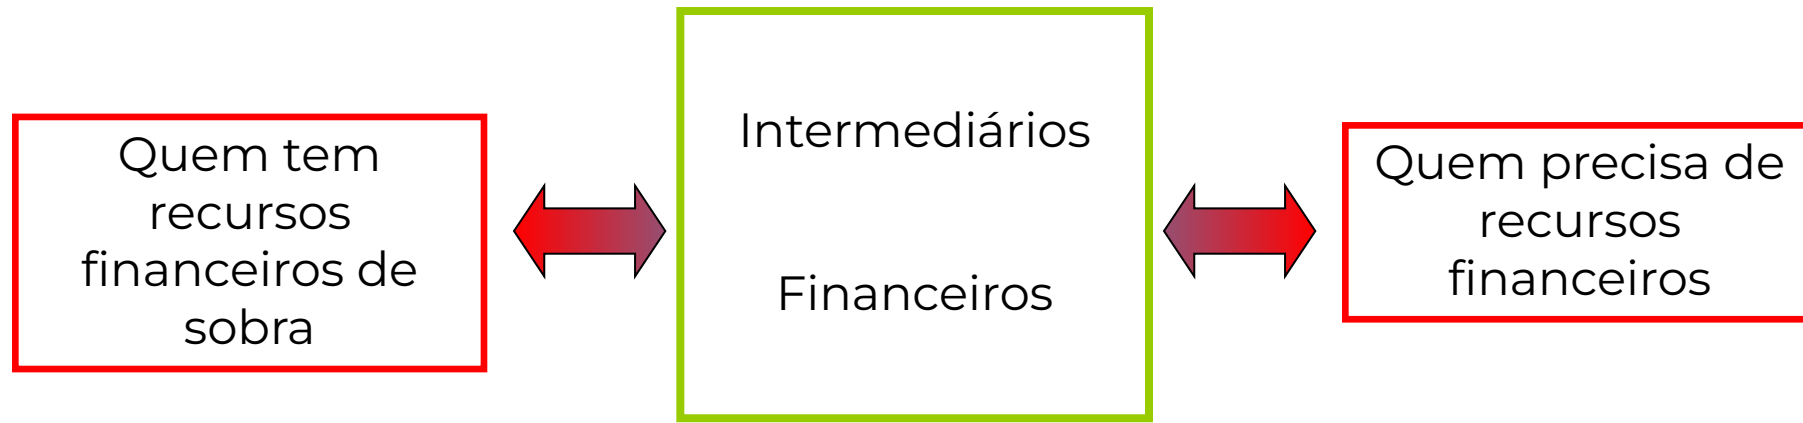 Quem tem
recursos
financeiros de
sobra
Intermediários
Financeiros
Quem precisa de
recursos
financeiros